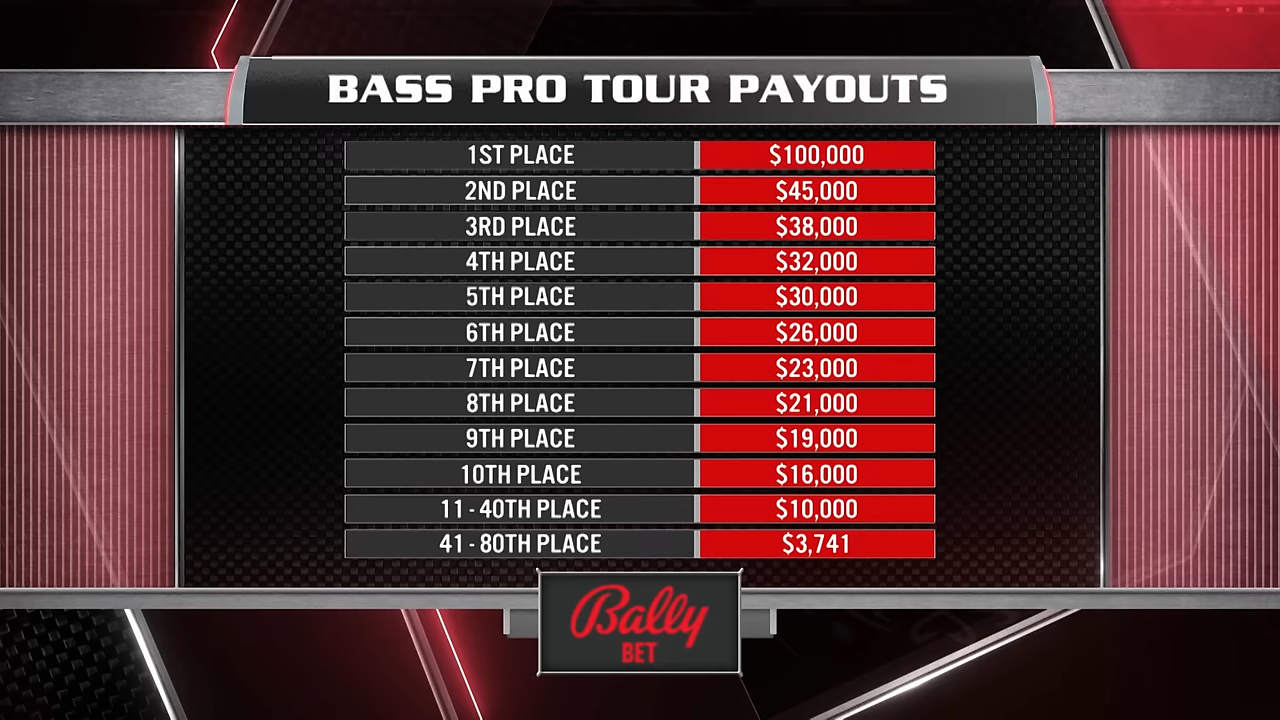 BASS PRO TOUR PAYOUTS
1ST PLACE $100,000
2ND PLACE $45,000
3RD PLACE $38,000
4TH PLACE $32,000
5TH PLACE $30,000
6TH PLACE $26,000
7TH PLACE $23,000
8TH PLACE $21,000
9TH PLACE $19,000
10TH PLACE $16,000
11 - 40TH PLACE $10,000
41 - 80TH PLACE $3,741
Bally
BET